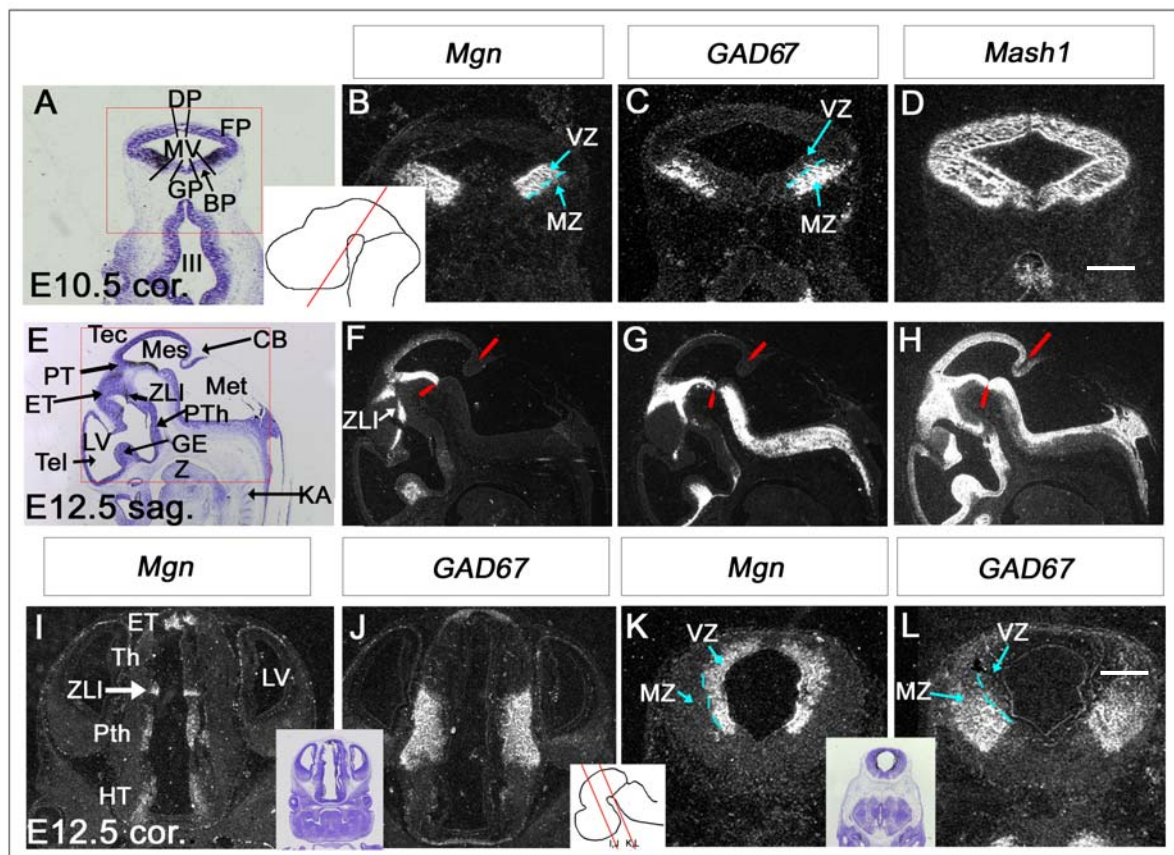 Mgn GAD67 Mash1
A
DP
FP
MV
GP
BP
III
E10.5 cor.
B
VZ
MZ
C
VZ
MZ
D
E
Tec
Mes
CB
PT
Met
ET
ZLI
PTh
LV
GE
Tel
Z
KA
E12.5 sag.
F
ZLI
G
H
Mgn GAD67 Mgn GAD67
I
ET
Th
LV
ZLI
Pth
HT
E12.5 cor.
J
I,J K,L
K
VZ
MZ
L
VZ
MZ